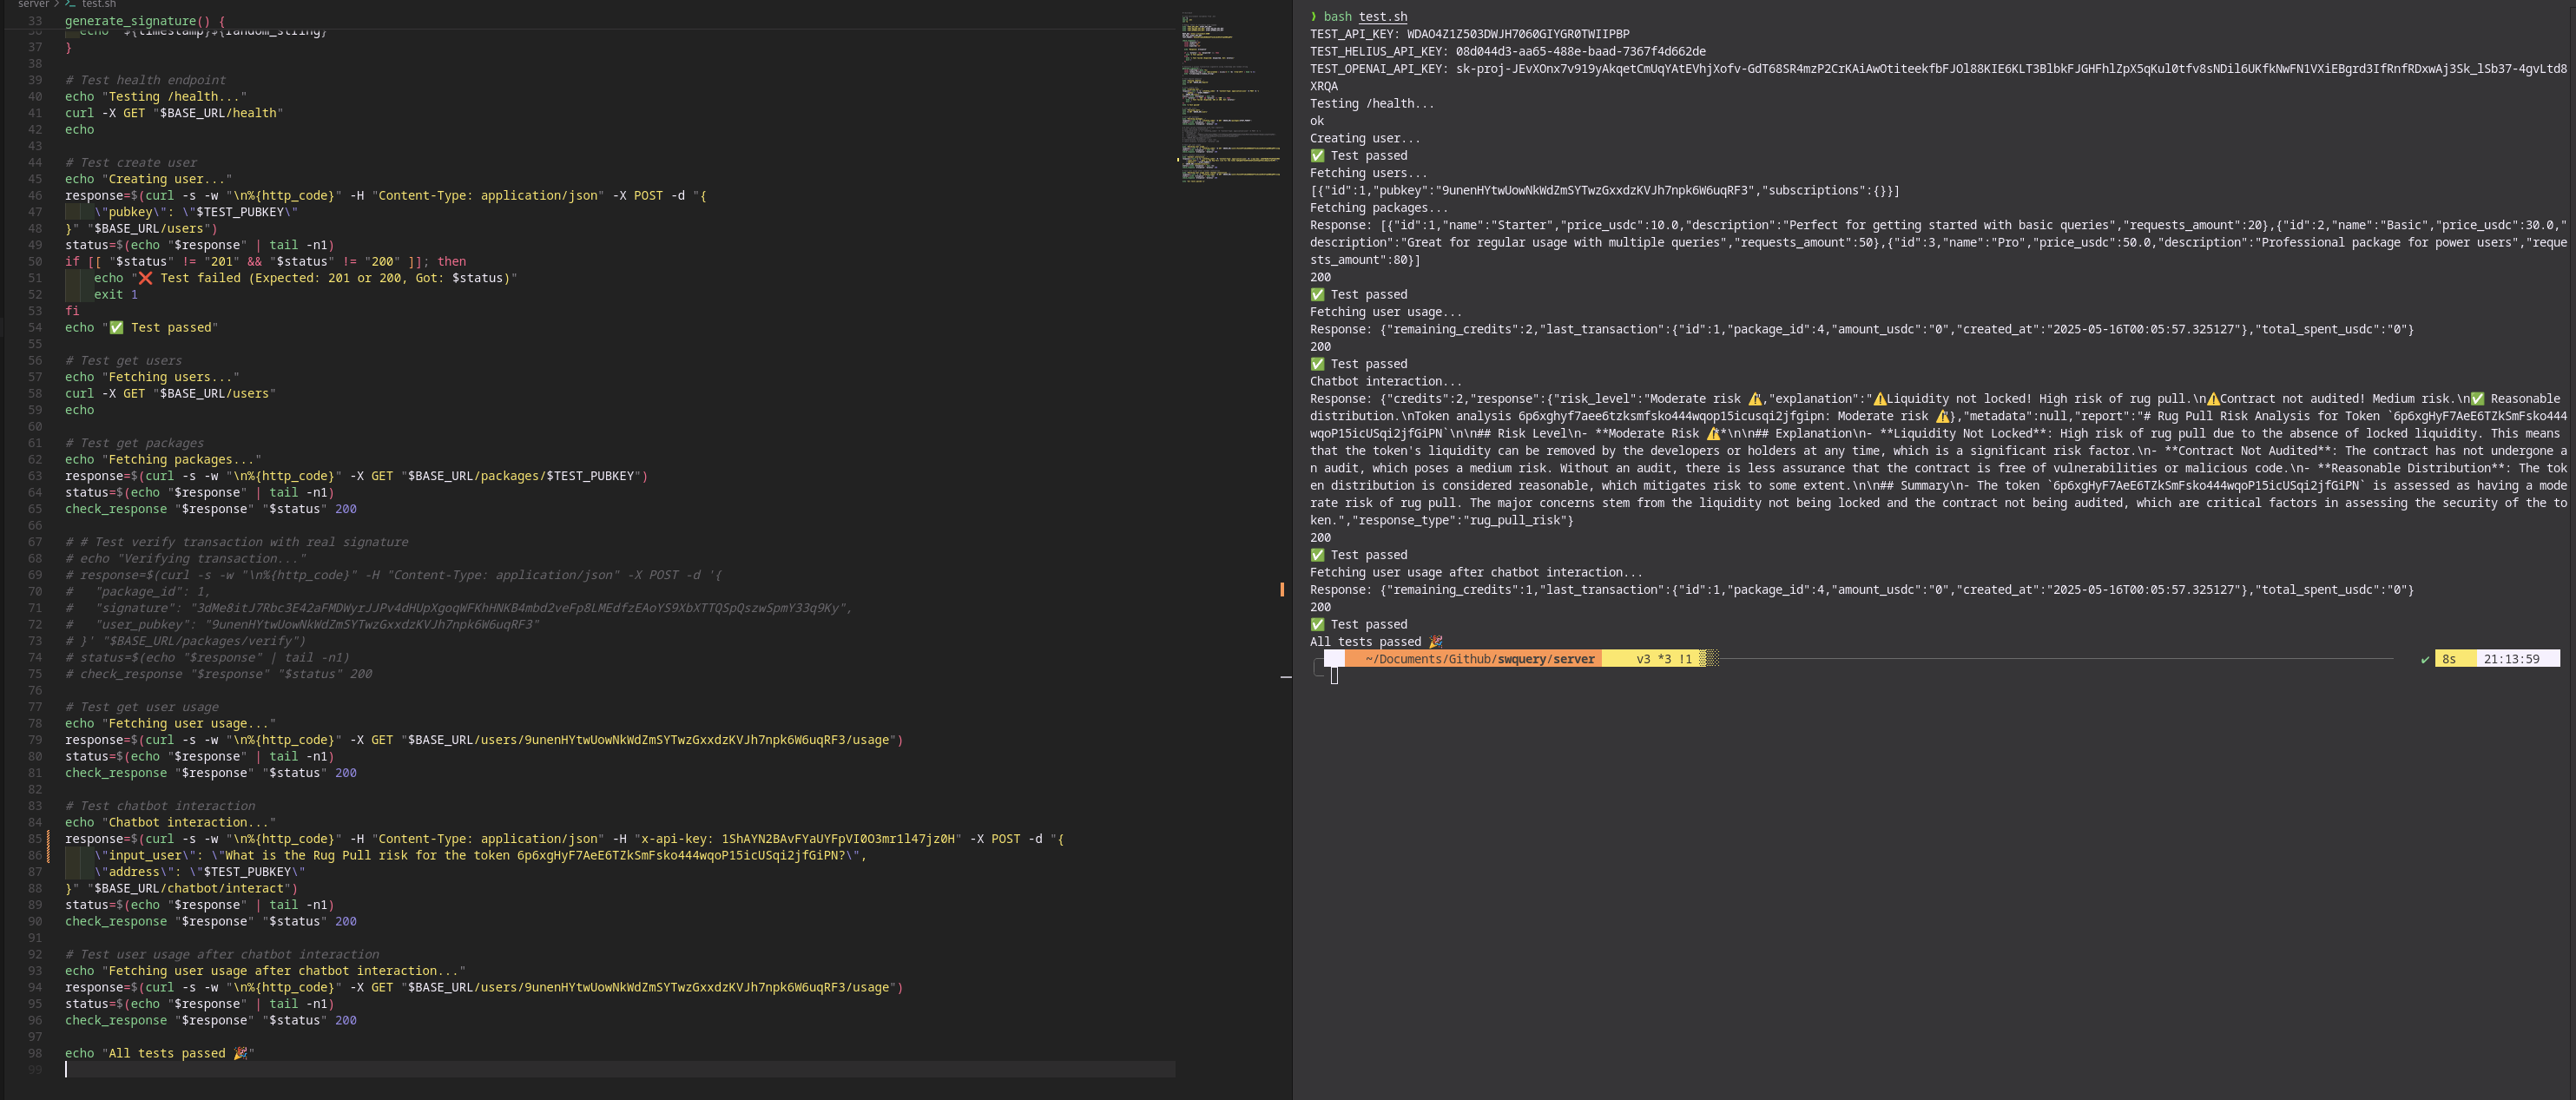 server > test.sh
33 generate_signature() {
36 echo "${timestamp}${random_string}"
37 }
38
39 # Test health endpoint
40 echo "Testing /health..."
41 curl -X GET "$BASE_URL/health"
42 echo
43
44 # Test create user
45 echo "Creating user..."
46 response=$(curl -s -w "\n%{http_code}" -H "Content-Type: application/json" -X POST -d "{
47 \"pubkey\": \"$TEST_PUBKEY\"
48 }" "$BASE_URL/users")
49 status=$(echo "$response" | tail -n1)
50 if [[ "$status" != "201" && "$status" != "200" ]]; then
51 echo "❌ Test failed (Expected: 201 or 200, Got: $status)"
52 exit 1
53 fi
54 echo "✅ Test passed"
55
56 # Test get users
57 echo "Fetching users..."
58 curl -X GET "$BASE_URL/users"
59 echo
60
61 # Test get packages
62 echo "Fetching packages..."
63 response=$(curl -s -w "\n%{http_code}" -X GET "$BASE_URL/packages/$TEST_PUBKEY")
64 status=$(echo "$response" | tail -n1)
65 check_response "$response" "$status" 200
66
67 # # Test verify transaction with real signature
68 # echo "Verifying transaction..."
69 # response=$(curl -s -w "\n%{http_code}" -H "Content-Type: application/json" -X POST -d '{
70 # "package_id": 1,
71 # "signature": "3dMe8itJ7Rbc3E42aFMDWyrJJPv4dHUpXgoqWFKhHNKB4mbd2veFp8LMEdfzEAoYS9XbXTTQSpQszwSpmY33q9Ky",
72 # "user_pubkey": "9unenHYtwUowNkWdZmSYTwzGxxdzKVJh7npk6W6uqRF3"
73 # }' "$BASE_URL/packages/verify")
74 # status=$(echo "$response" | tail -n1)
75 # check_response "$response" "$status" 200
76
77 # Test get user usage
78 echo "Fetching user usage..."
79 response=$(curl -s -w "\n%{http_code}" -X GET "$BASE_URL/users/9unenHYtwUowNkWdZmSYTwzGxxdzKVJh7npk6W6uqRF3/usage")
80 status=$(echo "$response" | tail -n1)
81 check_response "$response" "$status" 200
82
83 # Test chatbot interaction
84 echo "Chatbot interaction..."
85 response=$(curl -s -w "\n%{http_code}" -H "Content-Type: application/json" -H "x-api-key: " -X POST -d "{
86 \"input_user\": \"What is the Rug Pull risk for the token 6p6xgHyF7AeE6TZkSmFsko444wqoP15icUSqi2jfGiPN?\",
87 \"address\": \"$TEST_PUBKEY\"
88 }" "$BASE_URL/chatbot/interact")
89 status=$(echo "$response" | tail -n1)
90 check_response "$response" "$status" 200
91
92 # Test user usage after chatbot interaction
93 echo "Fetching user usage after chatbot interaction..."
94 response=$(curl -s -w "\n%{http_code}" -X GET "$BASE_URL/users/9unenHYtwUowNkWdZmSYTwzGxxdzKVJh7npk6W6uqRF3/usage")
95 status=$(echo "$response" | tail -n1)
96 check_response "$response" "$status" 200
97
98 echo "All tests passed 🎉"
99
❯ bash test.sh
TEST_API_KEY:
TEST_HELIUS_API_KEY:
TEST_OPENAI_API_KEY:
Testing /health...
ok
Creating user...
✅ Test passed
Fetching users...
[{"id":1,"pubkey":"9unenHYtwUowNkWdZmSYTwzGxxdzKVJh7npk6W6uqRF3","subscriptions":{}}]
Fetching packages...
Response: [{"id":1,"name":"Starter","price_usdc":10.0,"description":"Perfect for getting started with basic queries","requests_amount":20},{"id":2,"name":"Basic","price_usdc":30.0,"
description":"Great for regular usage with multiple queries","requests_amount":50},{"id":3,"name":"Pro","price_usdc":50.0,"description":"Professional package for power users","reque
sts_amount":80}]
200
✅ Test passed
Fetching user usage...
Response: {"remaining_credits":2,"last_transaction":{"id":1,"package_id":4,"amount_usdc":"0","created_at":"2025-05-16T00:05:57.325127"},"total_spent_usdc":"0"}
200
✅ Test passed
Chatbot interaction...
Response: {"credits":2,"response":{"risk_level":"Moderate risk ⚠️","explanation":"⚠️Liquidity not locked! High risk of rug pull.\n⚠️Contract not audited! Medium risk.\n✅ Reasonable
distribution.\nToken analysis 6p6xghyf7aee6tzksmfsko444wqop15icusqi2jfgipn: Moderate risk ⚠️},"metadata":null,"report":"# Rug Pull Risk Analysis for Token `6p6xgHyF7AeE6TZkSmFsko444
wqoP15icUSqi2jfGiPN`\n\n## Risk Level\n- **Moderate Risk ⚠️**\n\n## Explanation\n- **Liquidity Not Locked**: High risk of rug pull due to the absence of locked liquidity. This means
that the token's liquidity can be removed by the developers or holders at any time, which is a significant risk factor.\n- **Contract Not Audited**: The contract has not undergone a
n audit, which poses a medium risk. Without an audit, there is less assurance that the contract is free of vulnerabilities or malicious code.\n- **Reasonable Distribution**: The tok
en distribution is considered reasonable, which mitigates risk to some extent.\n\n## Summary\n- The token `6p6xgHyF7AeE6TZkSmFsko444wqoP15icUSqi2jfGiPN` is assessed as having a mode
rate risk of rug pull. The major concerns stem from the liquidity not being locked and the contract not being audited, which are critical factors in assessing the security of the to
ken.","response_type":"rug_pull_risk"}
200
✅ Test passed
Fetching user usage after chatbot interaction...
Response: {"remaining_credits":1,"last_transaction":{"id":1,"package_id":4,"amount_usdc":"0","created_at":"2025-05-16T00:05:57.325127"},"total_spent_usdc":"0"}
200
✅ Test passed
All tests passed 🎉
~/Documents/Github/swquery/server v3 *3 !1 ✔ 8s 21:13:59